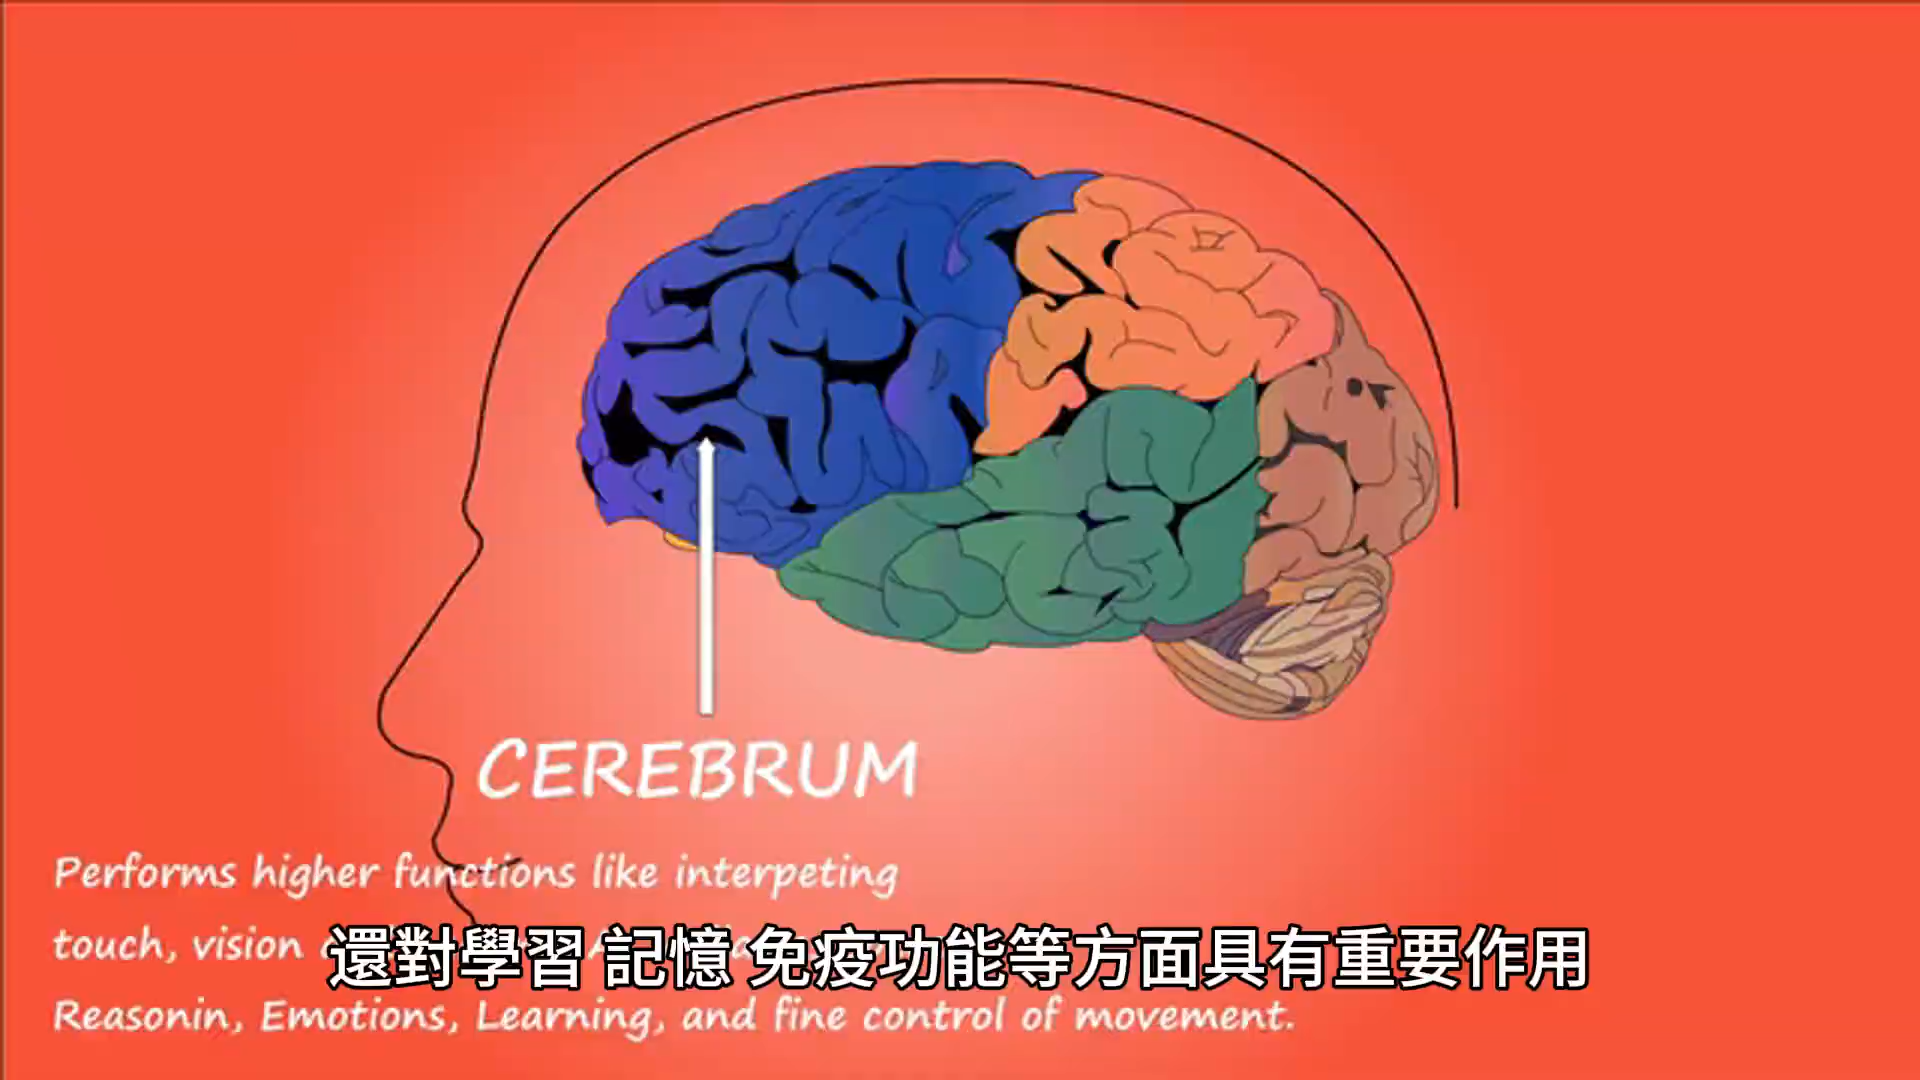 CEREBRUM
Performs higher functions like interpeting
touch, vision
還對學習 記憶 免疫功能等方面具有重要作用
Reasonin, Emotions, Learning, and fine control of movement.